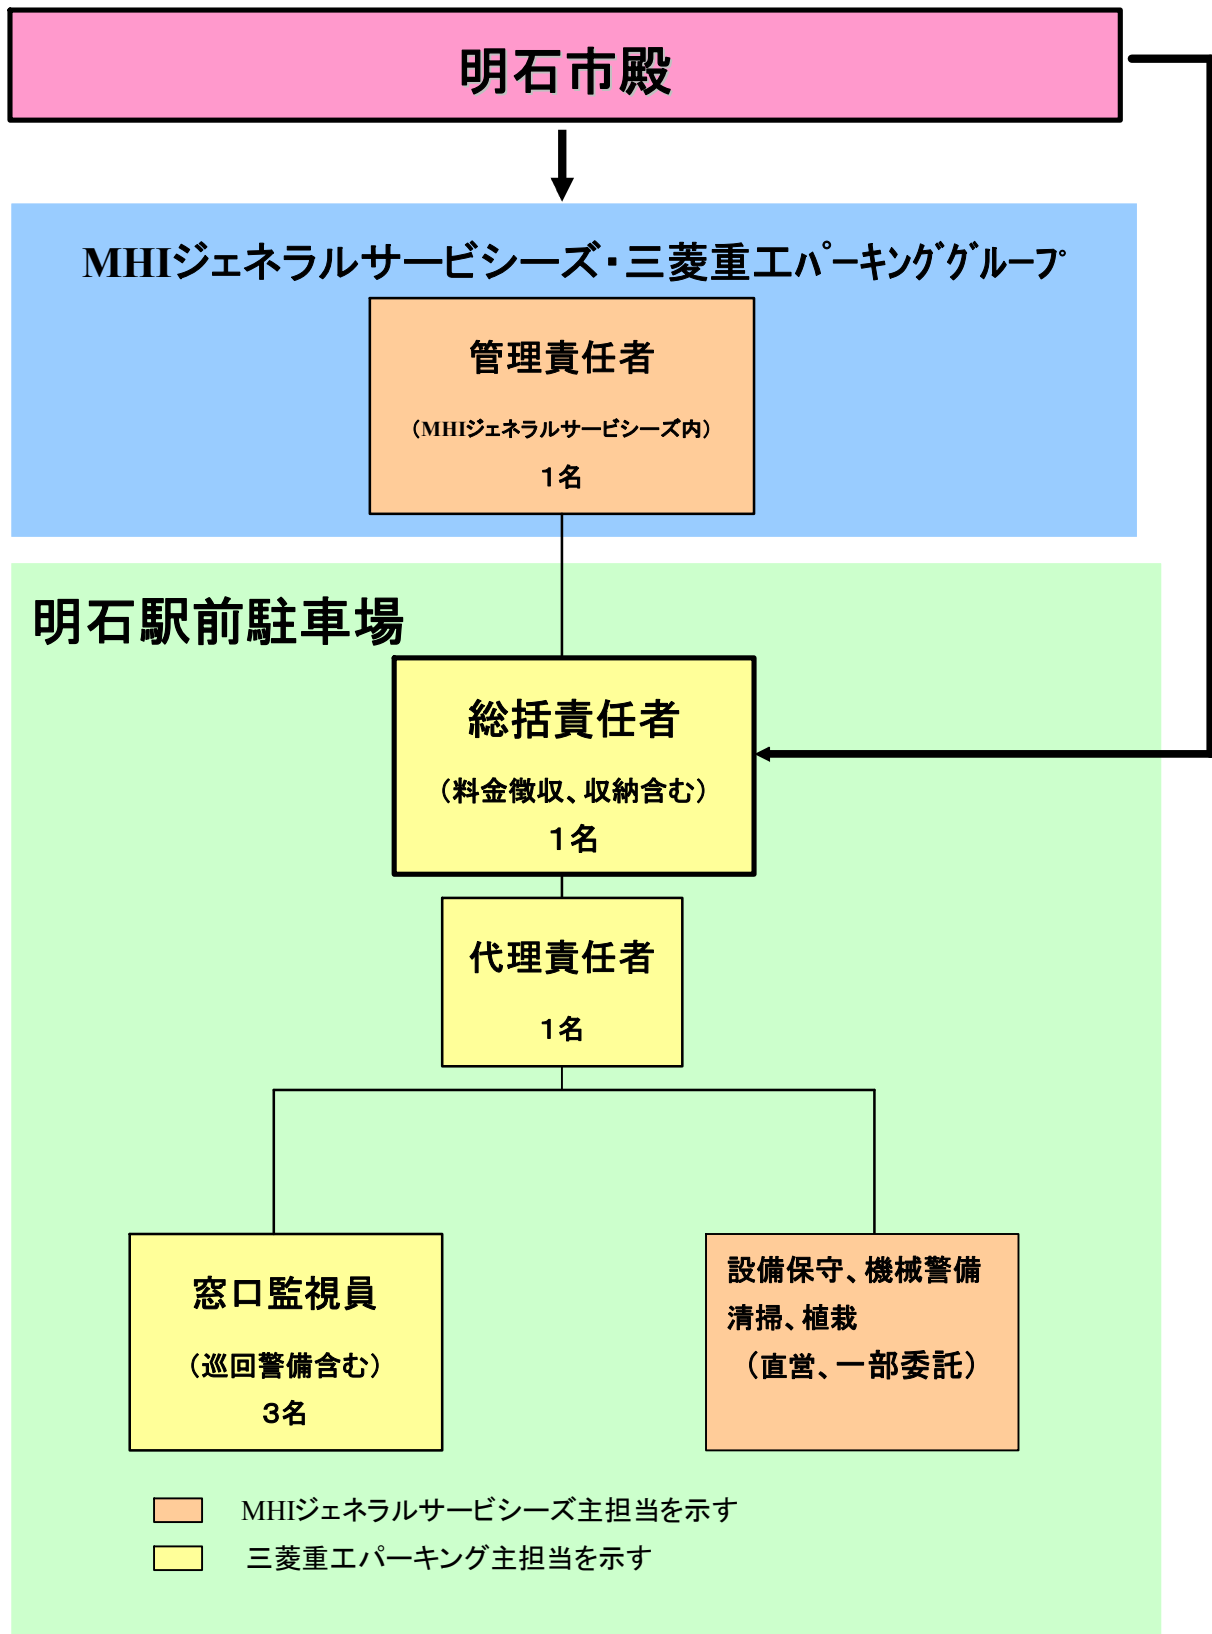 明石市殿
MHIジェネラルサービシーズ・三菱重工ﾊﾟｰｷﾝｸﾞｸﾞﾙｰﾌﾟ
管理責任者
（MHIジェネラルサービシーズ内）
１名
明石駅前駐車場
総括責任者
（料金徴収、収納含む）
１名
代理責任者
１名
窓口監視員
（巡回警備含む）
３名
設備保守、機械警備
清掃、植栽
（直営、一部委託）
MHIジェネラルサービシーズ主担当を示す
三菱重工パーキング主担当を示す